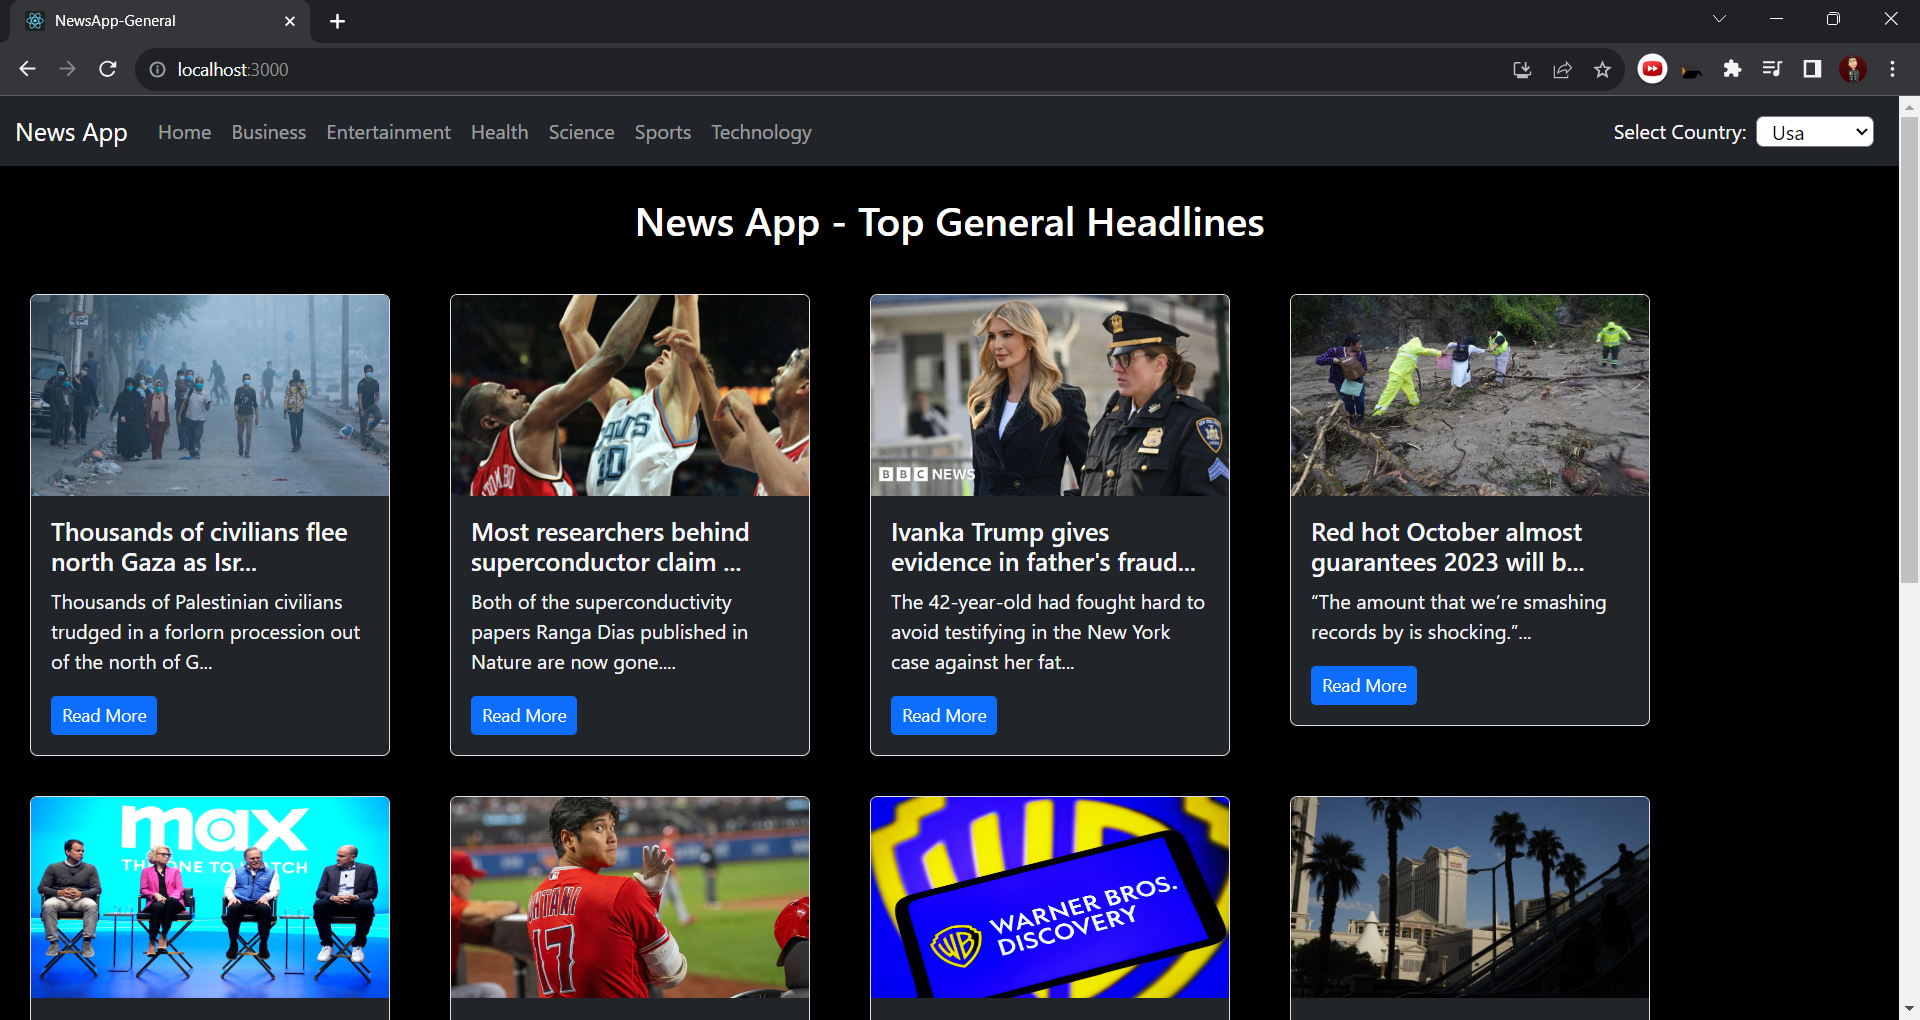 NewsApp-General
localhost:3000
News App Home Business Entertainment Health Science Sports Technology Select Country: Usa
News App - Top General Headlines
BBC NEWS
Thousands of civilians flee
north Gaza as Isr...
Thousands of Palestinian civilians
trudged in a forlorn procession out
of the north of G...
Read More
Most researchers behind
superconductor claim ...
Both of the superconductivity
papers Ranga Dias published in
Nature are now gone....
Read More
Ivanka Trump gives
evidence in father's fraud...
The 42-year-old had fought hard to
avoid testifying in the New York
case against her fat...
Read More
Red hot October almost
guarantees 2023 will b...
“The amount that we’re smashing
records by is shocking.”...
Read More
max
TH ONE TO WATCH
OHTANI
17
WB
WARNER BROS.
DISCOVERY